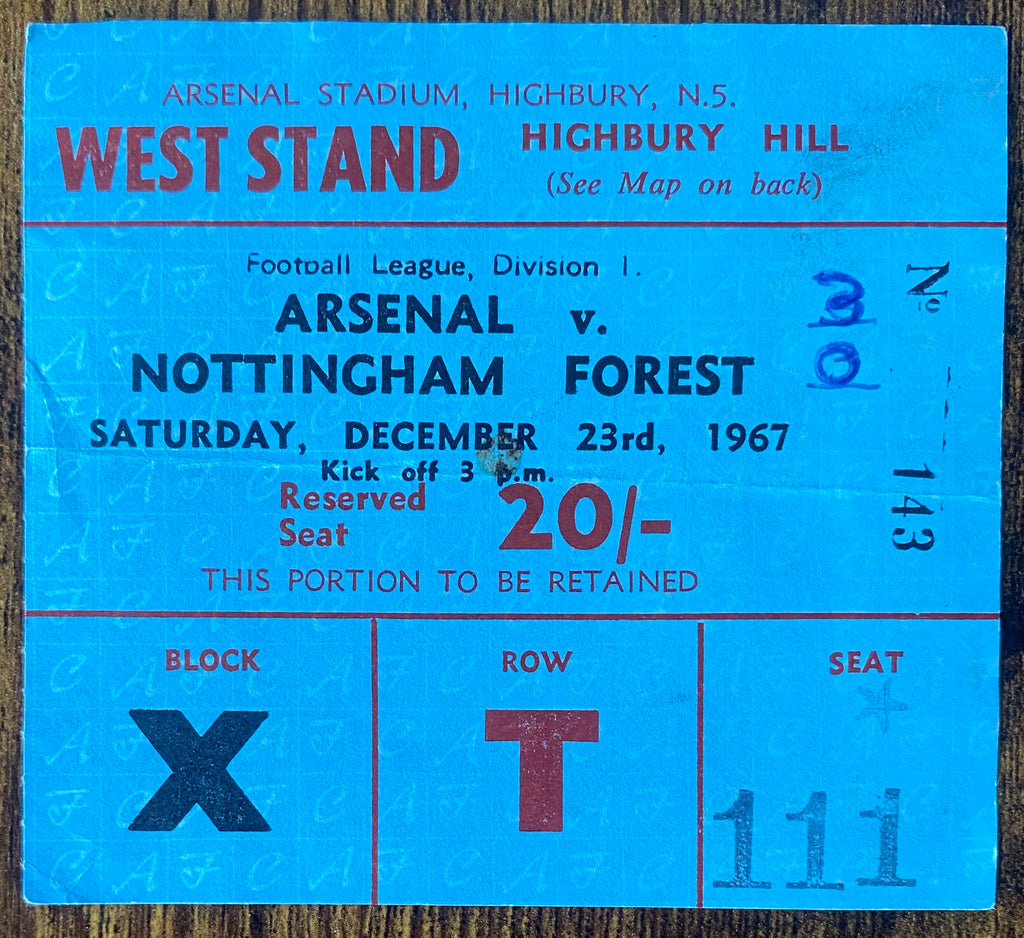 ARSENAL STADIUM, HIGHBURY, N.5.
WEST STAND
HIGHBURY HILL
(See Map on back)
Football League, Division 1.
ARSENAL v.
NOTTINGHAM FOREST
SATURDAY, DECEMBER 23rd, 1967
Kick off 3 p.m.
Reserved
Seat
20/-
THIS PORTION TO BE RETAINED
3
0
No
143
BLOCK
X
ROW
T
SEAT
111